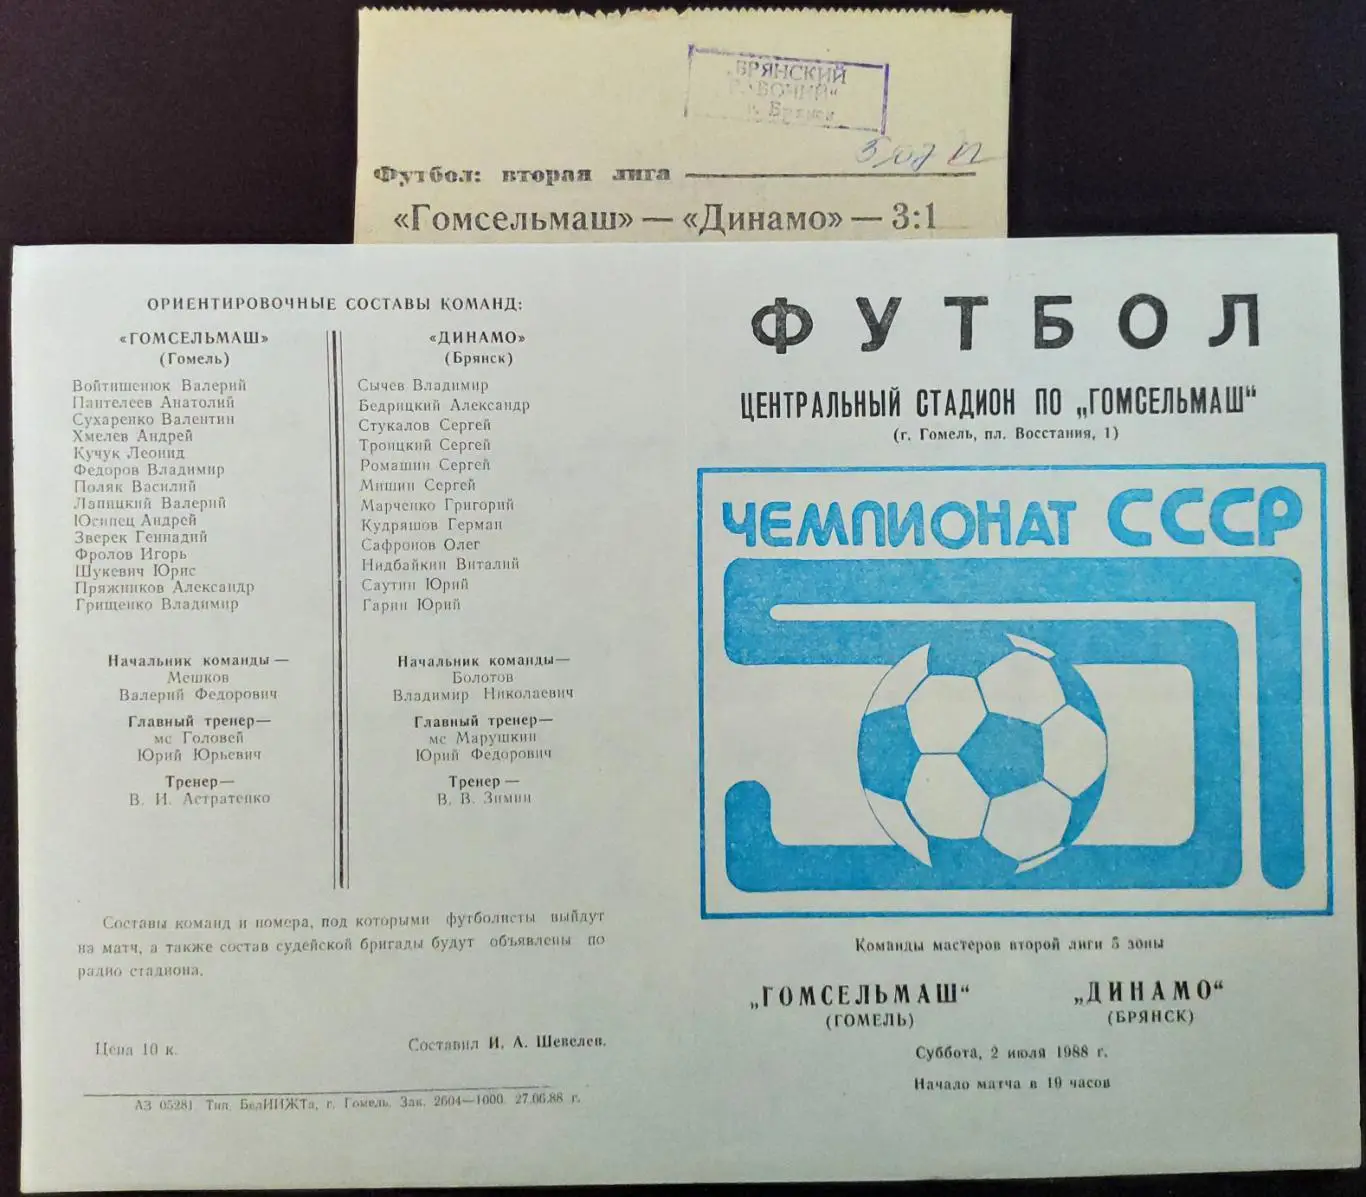 „БРЯНСКИЙ
РАБОЧИЙ“
г. Брянск
Футбол: вторая лига
«Гомсельмаш» — «Динамо» — 3:1
ОРИЕНТИРОВОЧНЫЕ СОСТАВЫ КОМАНД:
«ГОМСЕЛЬМАШ»
(Гомель)
Войтишенюк Валерий
Пантелеев Анатолий
Сухаренко Валентин
Хмелев Андрей
Кучук Леонид
Федоров Владимир
Поляк Василий
Лапицкий Валерий
Юсипец Андрей
Зверек Геннадий
Фролов Игорь
Шукевич Юрис
Пряжников Александр
Грищенко Владимир
Начальник команды —
Мешков
Валерий Федорович
Главный тренер—
мс Головей
Юрий Юрьевич
Тренер—
В. И. Астратенко
«ДИНАМО»
(Брянск)
Сычев Владимир
Бедрицкий Александр
Стукалов Сергей
Троицкий Сергей
Ромашин Сергей
Мишин Сергей
Марченко Григорий
Кудряшов Герман
Сафронов Олег
Нидбайкин Виталий
Саутин Юрий
Гарин Юрий
Начальник команды—
Болотов
Владимир Николаевич
Главный тренер—
мс Марушкин
Юрий Федорович
Тренер —
В. В. Зимин
Составы команд и номера, под которыми футболисты выйдут
на матч, а также состав судейской бригады будут объявлены по
радио стадиона.
Цена 10 к.
Составил И. А. Шевелев.
АЗ 05281 Тип. БелИИЖТа, г. Гомель. Зак. 2604—1000. 27.06.88 г.
ФУТБОЛ
ЦЕНТРАЛЬНЫЙ СТАДИОН ПО „ГОМСЕЛЬМАШ“
(г. Гомель, пл. Восстания, 1)
ЧЕМПИОНАТ СССР
51
Команды мастеров второй лиги 5 зоны
„ГОМСЕЛЬМАШ“
(ГОМЕЛЬ)
„ДИНАМО“
(БРЯНСК)
Суббота, 2 июля 1988 г.
Начало матча в 19 часов